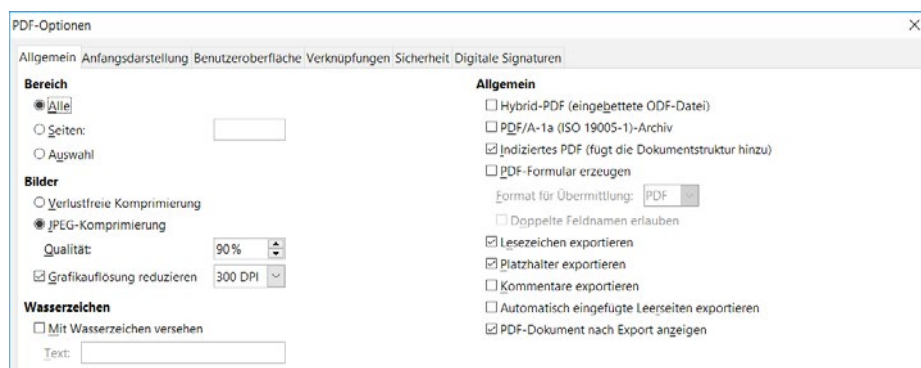 PDF-Optionen
Allgemein Anfangsdarstellung Benutzeroberfläche Verknüpfungen Sicherheit Digitale Signaturen
Bereich
Alle
Seiten:
Auswahl
Bilder
Verlustfreie Komprimierung
JPEG-Komprimierung
Qualität: 90%
Grafikauflösung reduzieren 300 DPI
Wasserzeichen
Mit Wasserzeichen versehen
Text:
Allgemein
Hybrid-PDF (eingebettete ODF-Datei)
PDF/A-1a (ISO 19005-1)-Archiv
Indiziertes PDF (fügt die Dokumentstruktur hinzu)
PDF-Formular erzeugen
Format für Übermittlung: PDF
Doppelte Feldnamen erlauben
Lesezeichen exportieren
Platzhalter exportieren
Kommentare exportieren
Automatisch eingefügte Leerseiten exportieren
PDF-Dokument nach Export anzeigen